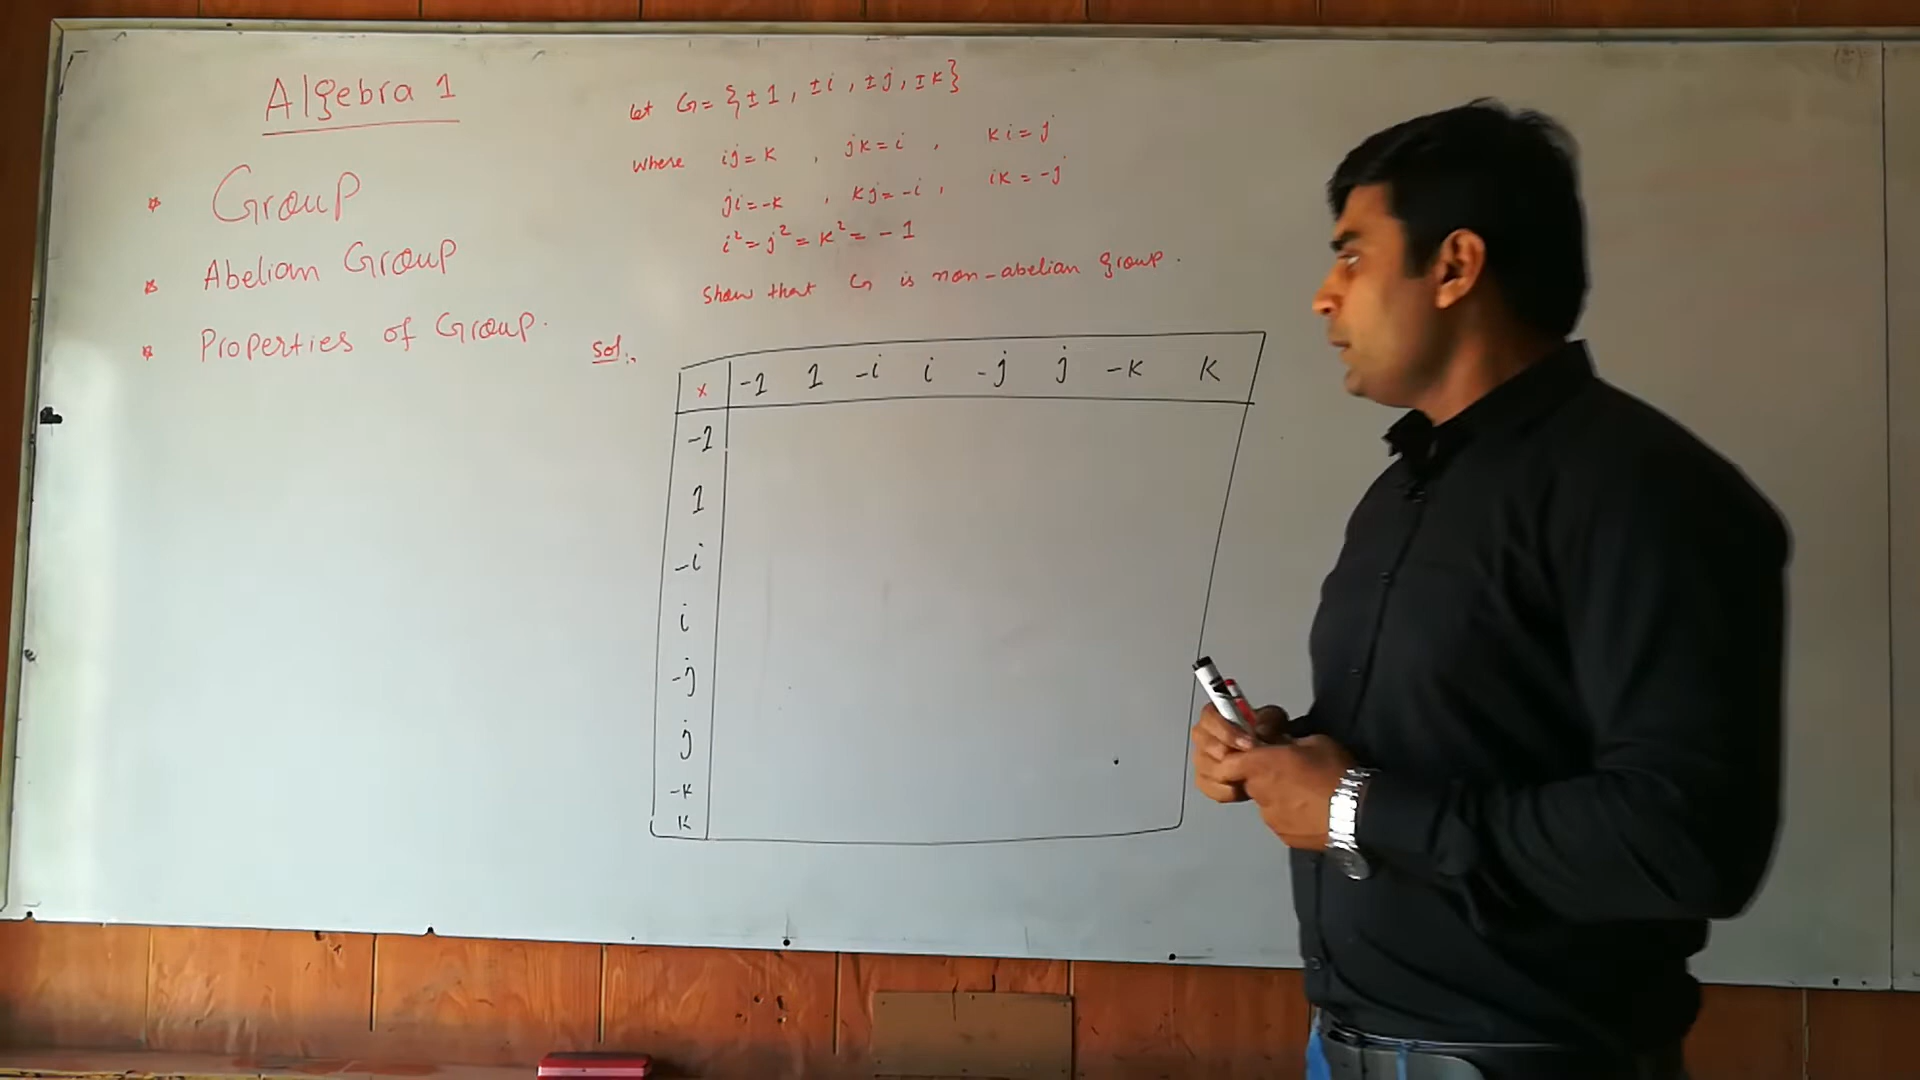 Algebra 1
* Group
* Abelian Group
* Properties of Group.
let G = {±1, ±i, ±j, ±k}
where ij=k , jk=i , ki=j
ji=-k , kj=-i , ik=-j
i²=j²=k²=-1
Show that G is non-abelian group.
Sol:.
x -1 1 -i i -j j -k k
-1
1
-i
i
-j
j
-k
k